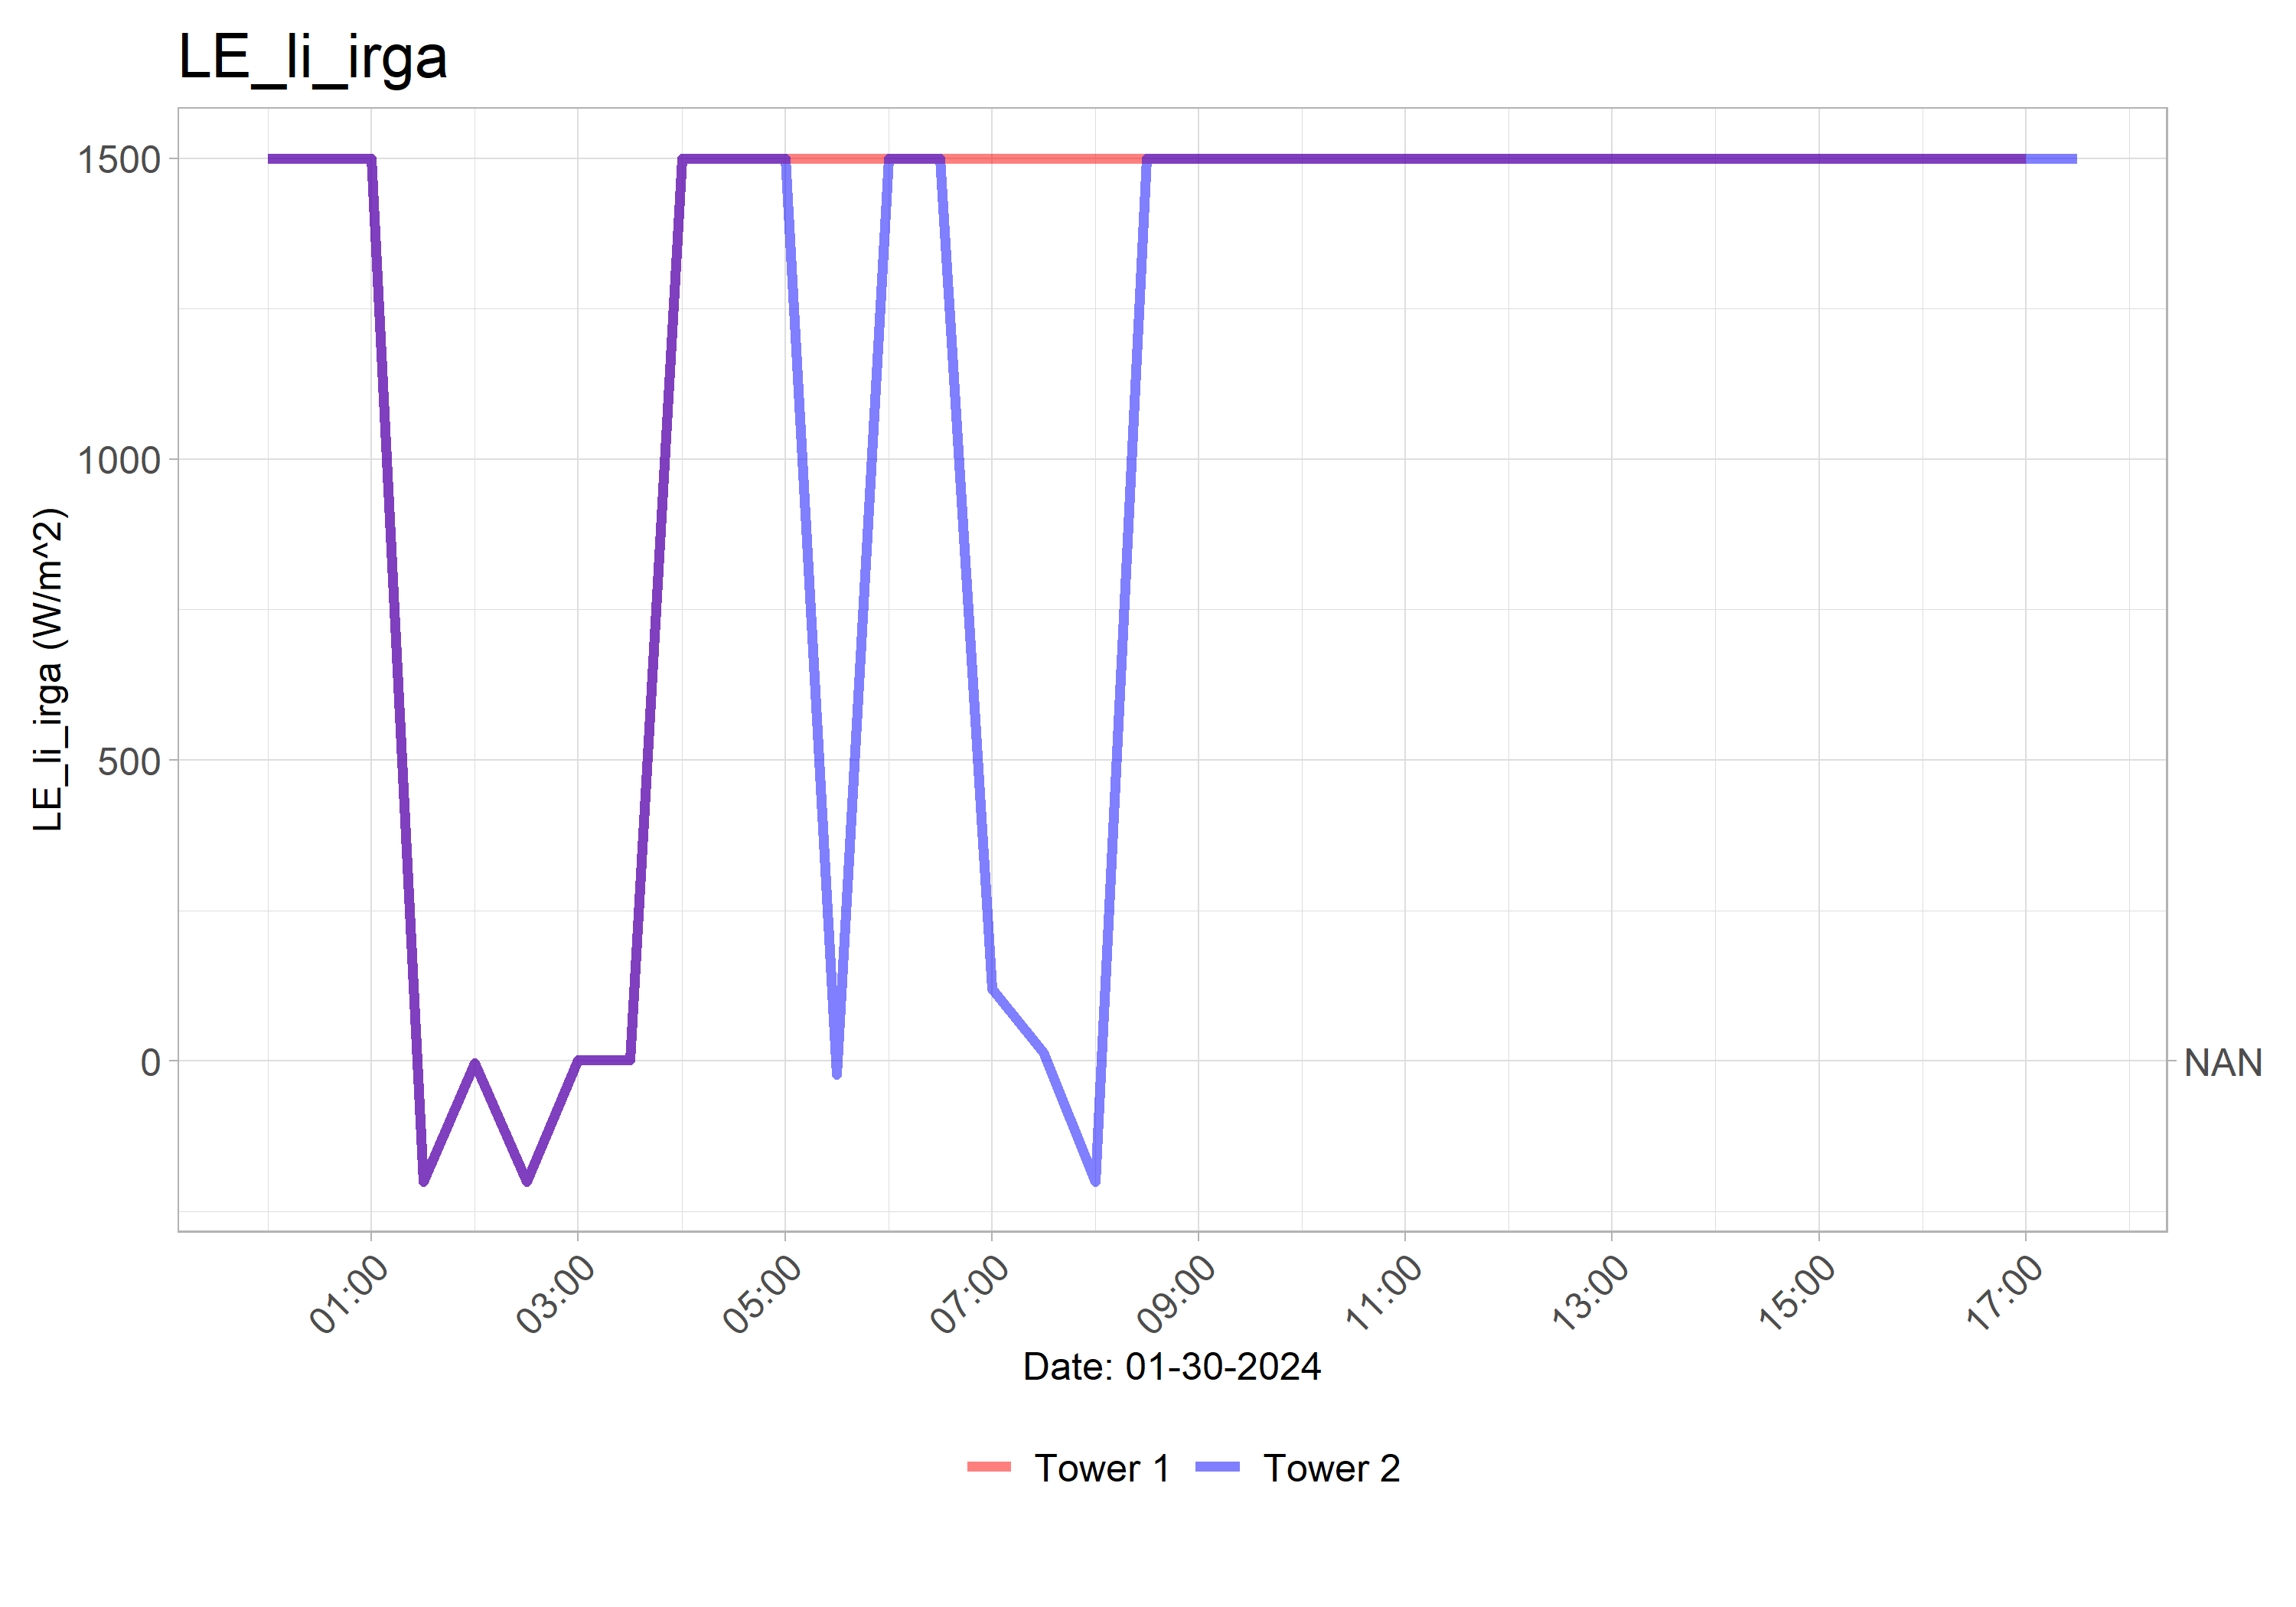 LE_li_irga
1500
1000
500
0
NAN
LE_li_irga (W/m^2)
01:00
03:00
05:00
07:00
09:00
11:00
13:00
15:00
17:00
Date: 01-30-2024
Tower 1
Tower 2